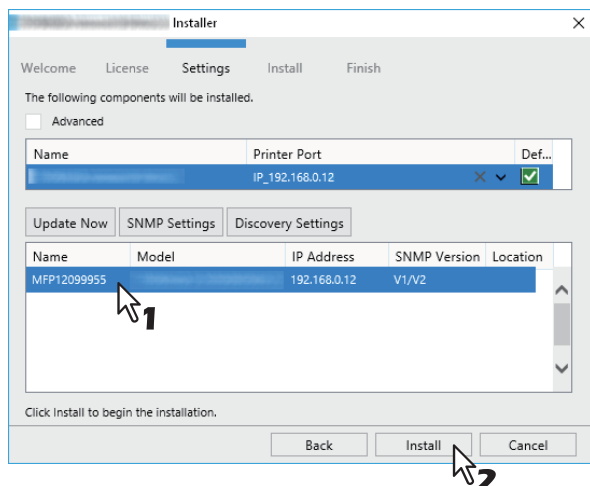 Installer
Welcome License Settings Install Finish
The following components will be installed.
Advanced
Name Printer Port Def...
IP_192.168.0.12
Update Now SNMP Settings Discovery Settings
Name Model IP Address SNMP Version Location
MFP12099955 192.168.0.12 V1/V2
1
Click Install to begin the installation.
Back Install Cancel
2